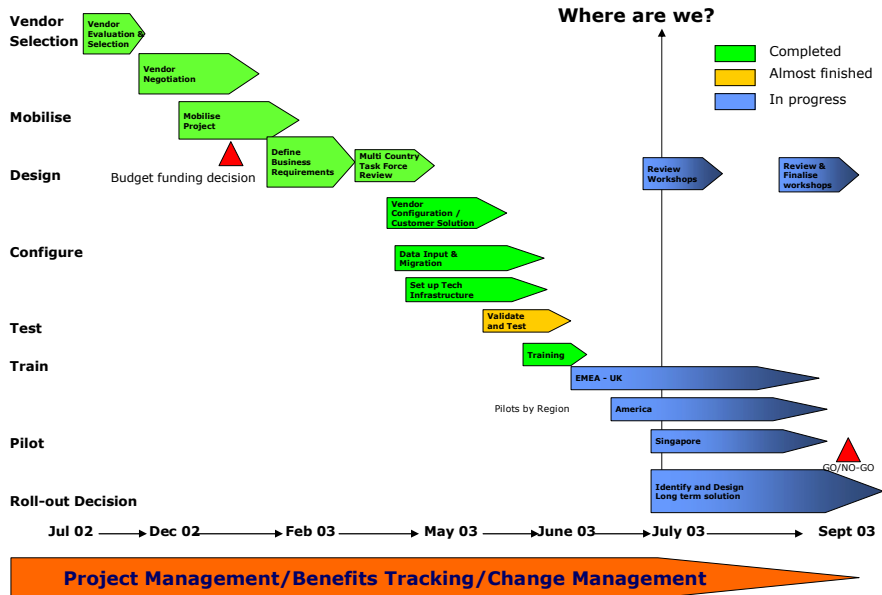 Where are we?
Vendor
Selection
Vendor
Evaluation &
Selection
Completed
Almost finished
In progress
Vendor
Negotiation
Mobilise
Mobilise
Project
Budget funding decision
Define
Business
Requirements
Multi Country
Task Force
Review
Design
Review
Workshops
Review &
Finalise
workshops
Vendor
Configuration /
Customer Solution
Configure
Data Input &
Migration
Set up Tech
Infrastructure
Test
Validate
and Test
Training
Train
EMEA - UK
Pilots by Region
America
Pilot
Singapore
GO/NO-GO
Roll-out Decision
Identify and Design
Long term solution
Jul 02
Dec 02
Feb 03
May 03
June 03
July 03
Sept 03
Project Management/Benefits Tracking/Change Management